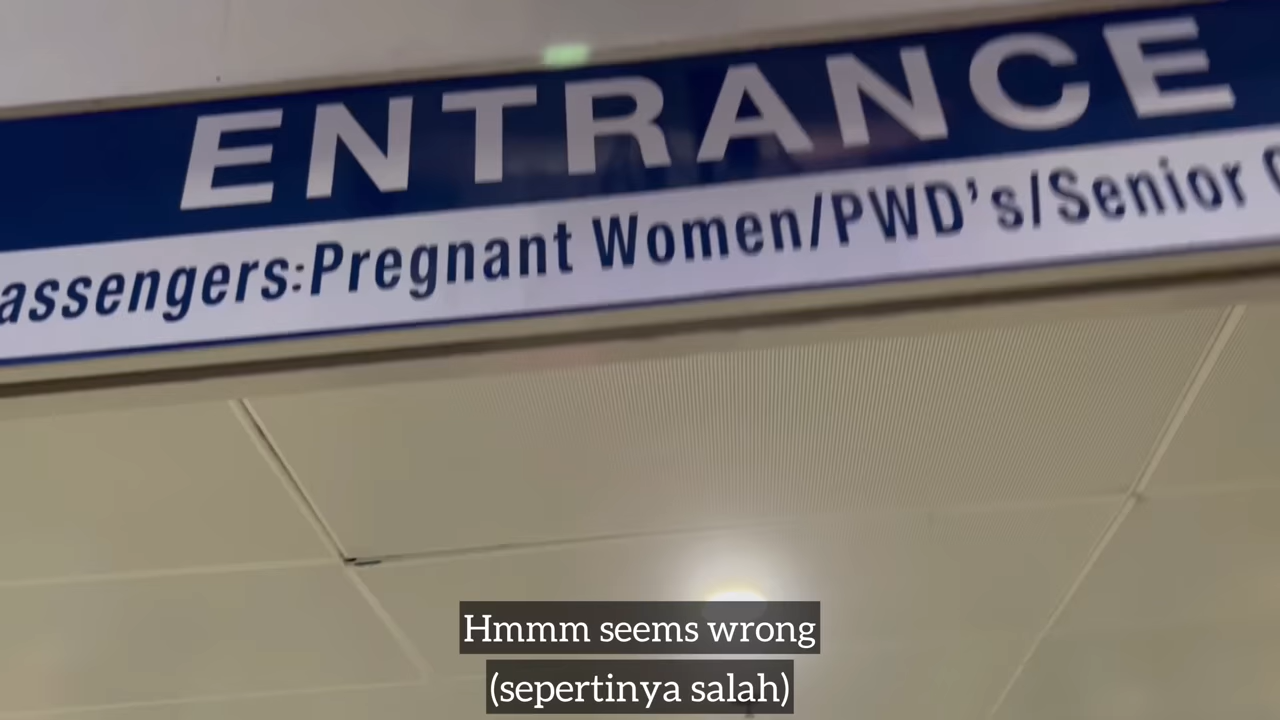 ENTRANCE
assengers:Pregnant Women/PWD's/Senior
Hmmm seems wrong
(sepertinya salah)